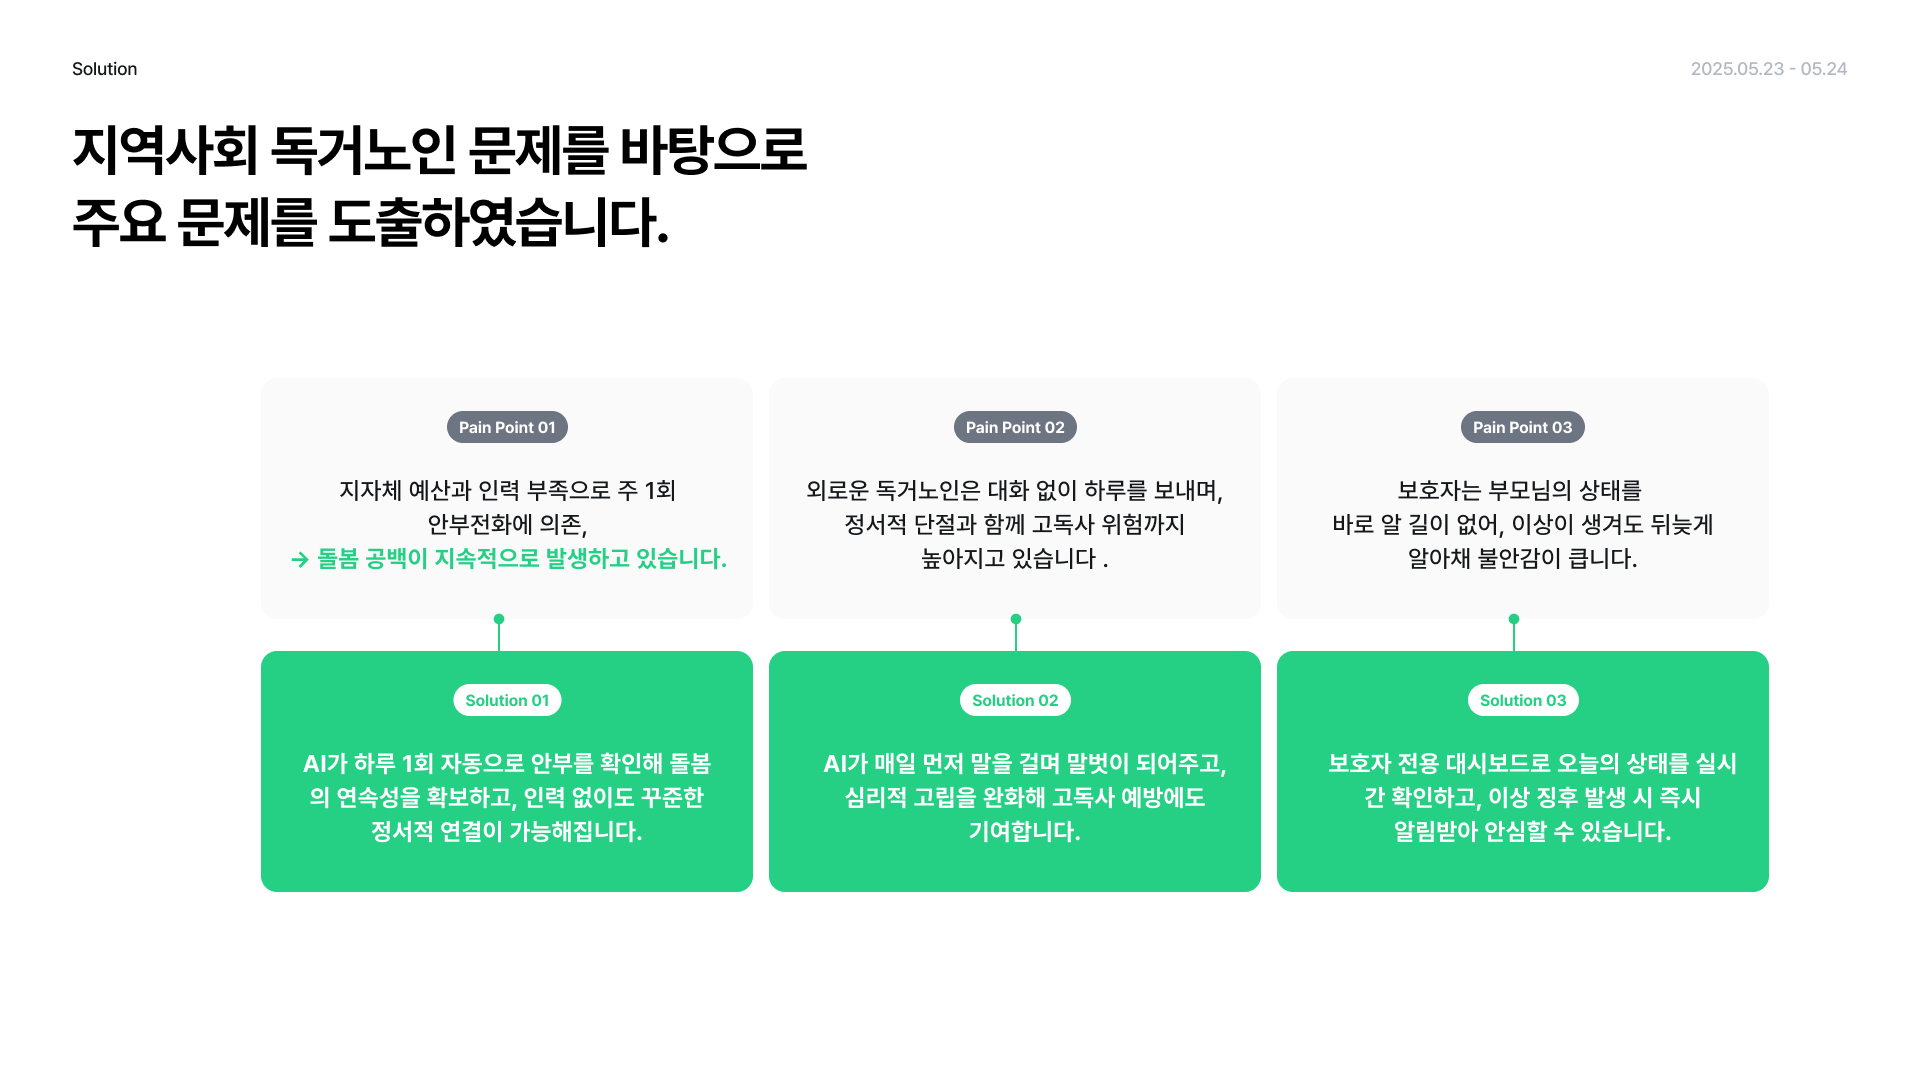 Solution
2025.05.23 - 05.24
지역사회 독거노인 문제를 바탕으로
주요 문제를 도출하였습니다.
Pain Point 01
지자체 예산과 인력 부족으로 주 1회
안부전화에 의존,
→ 돌봄 공백이 지속적으로 발생하고 있습니다.
Pain Point 02
외로운 독거노인은 대화 없이 하루를 보내며,
정서적 단절과 함께 고독사 위험까지
높아지고 있습니다 .
Pain Point 03
보호자는 부모님의 상태를
바로 알 길이 없어, 이상이 생겨도 뒤늦게
알아채 불안감이 큽니다.
Solution 01
AI가 하루 1회 자동으로 안부를 확인해 돌봄
의 연속성을 확보하고, 인력 없이도 꾸준한
정서적 연결이 가능해집니다.
Solution 02
AI가 매일 먼저 말을 걸며 말벗이 되어주고,
심리적 고립을 완화해 고독사 예방에도
기여합니다.
Solution 03
보호자 전용 대시보드로 오늘의 상태를 실시
간 확인하고, 이상 징후 발생 시 즉시
알림받아 안심할 수 있습니다.